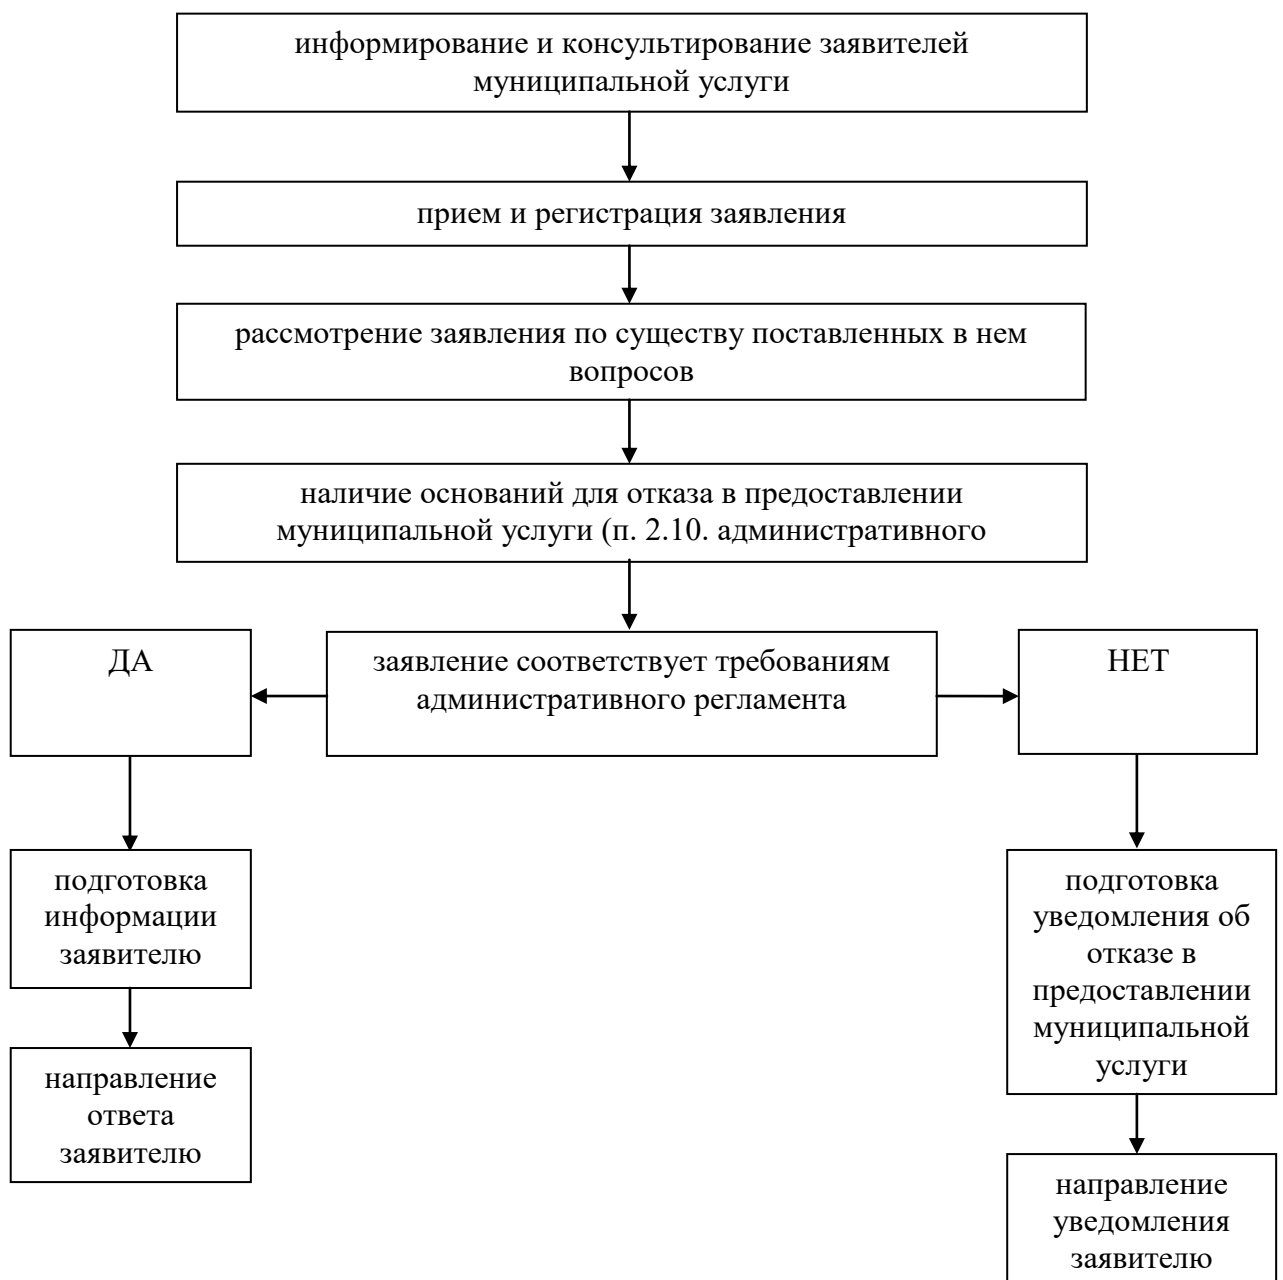 информирование и консультирование заявителей
муниципальной услуги
прием и регистрация заявления
рассмотрение заявления по существу поставленных в нем
вопросов
наличие оснований для отказа в предоставлении
муниципальной услуги (п. 2.10. административного
ДА
заявление соответствует требованиям
административного регламента
НЕТ
подготовка
информации
заявителю
направление
ответа
заявителю
подготовка
уведомления об
отказе в
предоставлении
муниципальной
услуги
направление
уведомления
заявителю